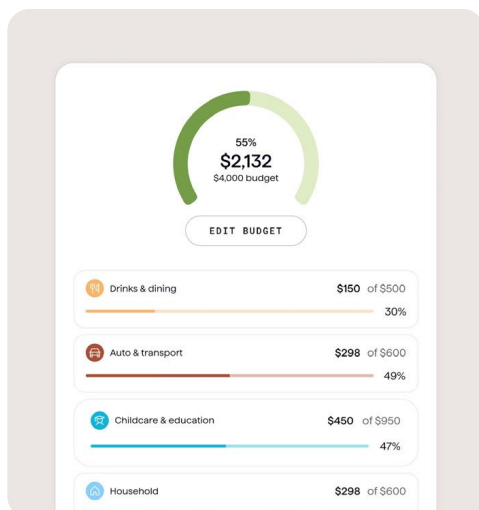 55%
$2,132
$4,000 budget
EDIT BUDGET
Drinks & dining $150 of $500
30%
Auto & transport $298 of $600
49%
Childcare & education $450 of $950
47%
Household $298 of $600